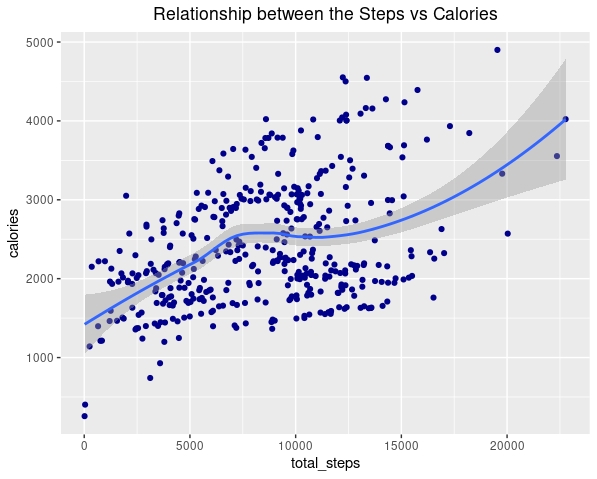 Relationship between the Steps vs Calories
5000
4000
3000
2000
1000
calories
0 5000 10000 15000 20000
total_steps